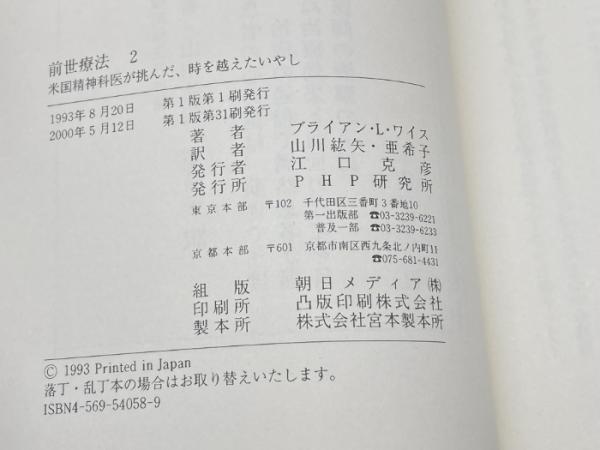 前世療法 2
米国精神科医が挑んだ、時を越えたいやし
1993年8月20日 第1版第1刷発行
2000年5月12日 第1版第31刷発行
著者 ブライアン・L・ワイス
訳者 山川紘矢・亜希子
発行者 江口克彦
発行所 PHP研究所
東京本部 〒102 千代田区三番町3番地10
第一出版部 ☎03-3239-6221
普及一部 ☎03-3239-6233
京都本部 〒601 京都市南区西九条北ノ内町11
☎075-681-4431
組版 朝日メディア㈱
印刷所 凸版印刷株式会社
製本所 株式会社宮本製本所
© 1993 Printed in Japan
落丁・乱丁本の場合はお取り替えいたします。
ISBN4-569-54058-9